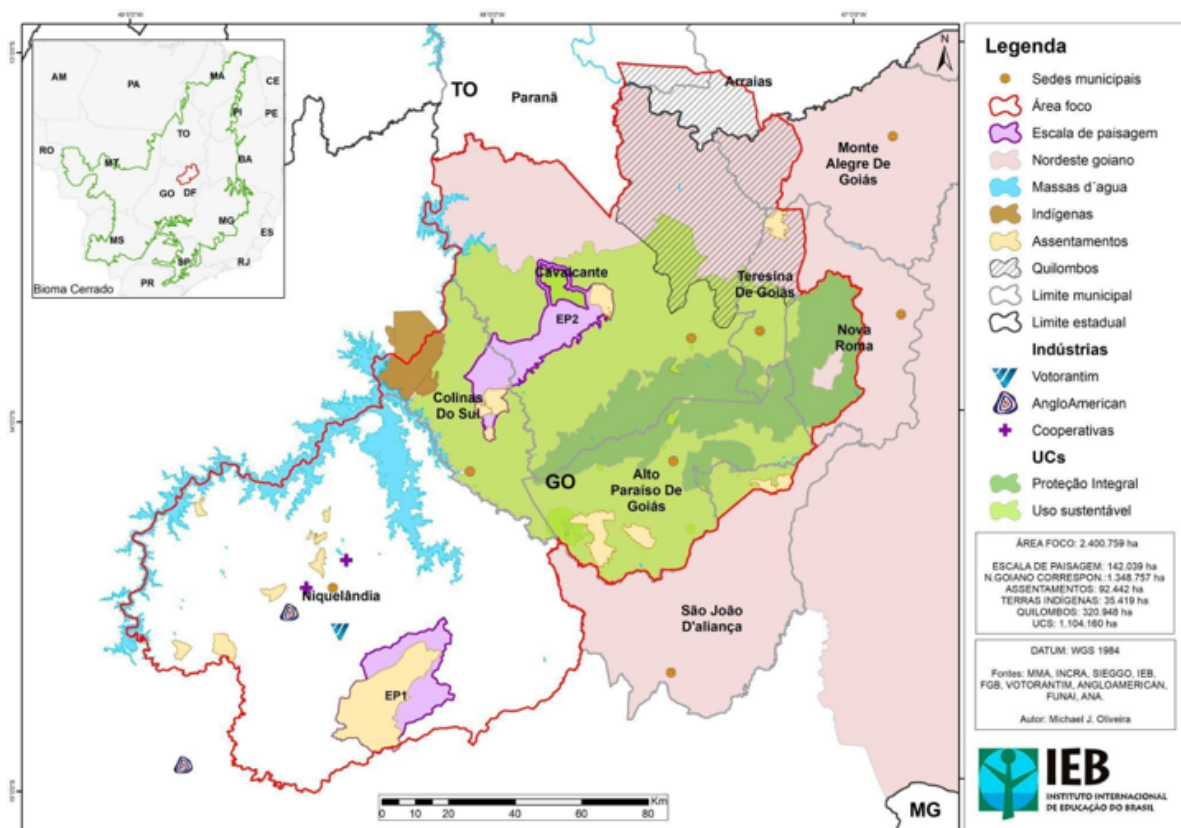 TO
Paranã
Arraias
Monte
Alegre De
Goiás
Cavalcante
Teresina
De Goiás
EP2
Nova
Roma
Colinas
Do Sul
GO
Alto
Paraíso De
Goiás
Niquelândia
São João
D'aliança
EP1
MG
0 10 20 40 60 80
Km
AM
PA
MA
CE
PI
PE
TO
RO
MT
BA
GO
DF
MG
ES
MS
SP
RJ
PR
Bioma Cerrado
N
Legenda
Sedes municipais
Área foco
Escala de paisagem
Nordeste goiano
Massas d´agua
Indígenas
Assentamentos
Quilombos
Limite municipal
Limite estadual
Indústrias
Votorantim
AngloAmerican
Cooperativas
UCs
Proteção Integral
Uso sustentável
ÁREA FOCO: 2.400.759 ha
ESCALA DE PAISAGEM: 142.039 ha
N.GOIANO CORRESPON.:1.348.757 ha
ASSENTAMENTOS: 92.442 ha
TERRAS INDÍGENAS: 35.419 ha
QUILOMBOS: 320.948 ha
UCS: 1.104.160 ha
DATUM: WGS 1984
Fontes: MMA, INCRA, SIEGGO, IEB,
FGB, VOTORANTIM, ANGLOAMERICAN,
FUNAI, ANA.
Autor: Michael J. Oliveira
IEB
INSTITUTO INTERNACIONAL
DE EDUCAÇÃO DO BRASIL